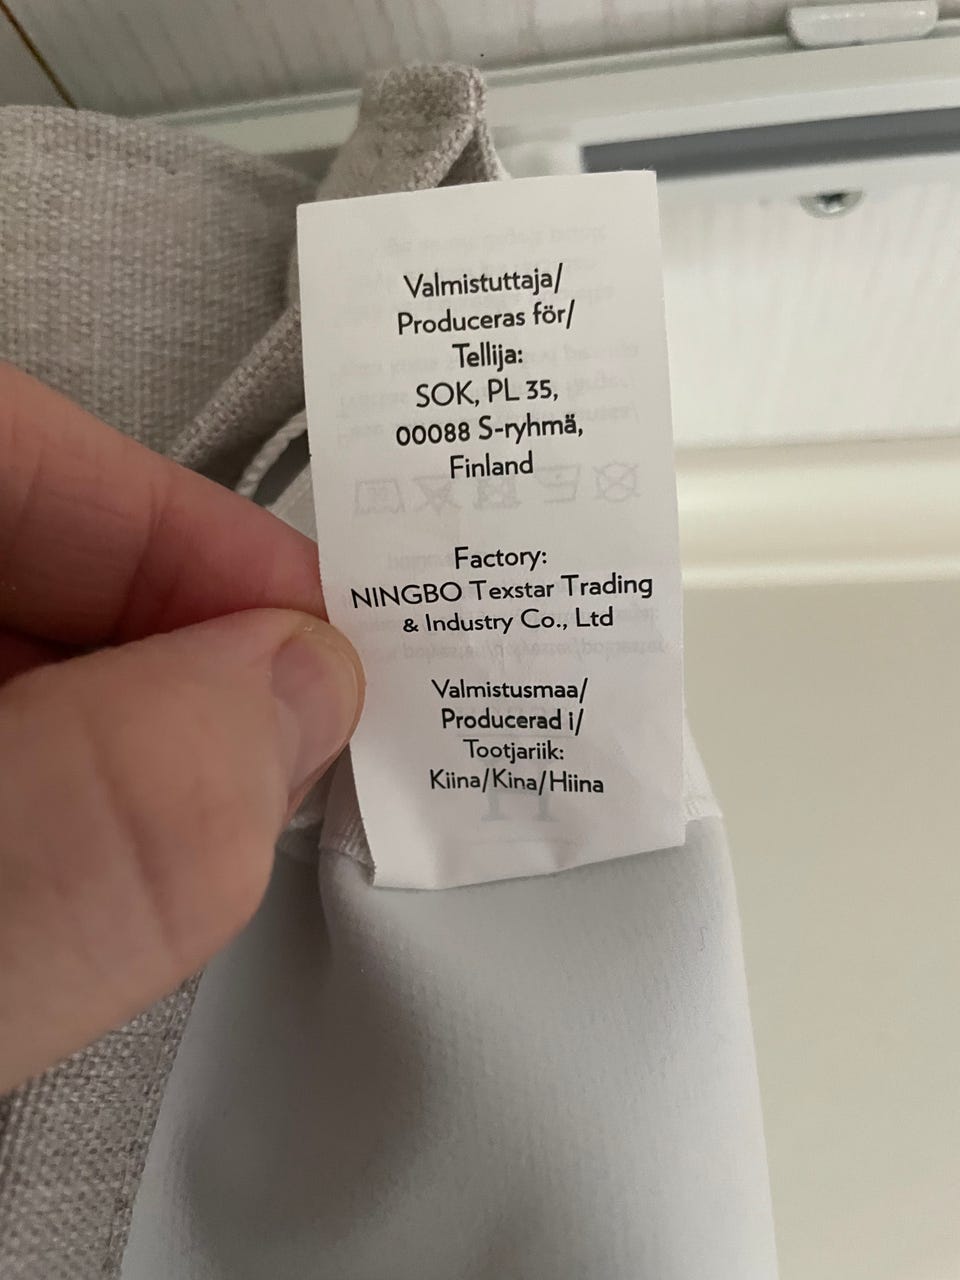 Valmistuttaja/
Produceras för/
Tellija:
SOK, PL 35,
00088 S-ryhmä,
Finland
Factory:
NINGBO Texstar Trading
& Industry Co., Ltd
Valmistusmaa/
Producerad i/
Tootjariik:
Kiina/Kina/Hiina